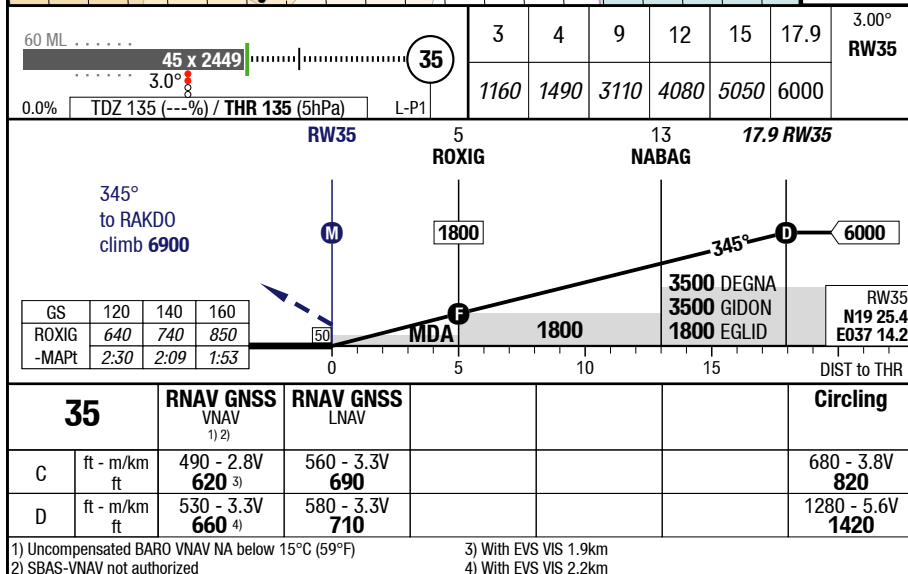 60 ML
45 x 2449
3.0°
0.0%
TDZ 135 (---%) / THR 135 (5hPa)
L-P1
35
3 4 9 12 15 17.9
1160 1490 3110 4080 5050 6000
3.00°
RW35
RW35
5
ROXIG
13
NABAG
17.9 RW35
345°
to RAKDO
climb 6900
M
1800
345°
D
6000
F
50
MDA
1800
3500 DEGNA
3500 GIDON
1800 EGLID
RW35
N19 25.4
E037 14.2
GS 120 140 160
ROXIG 640 740 850
-MAPt 2:30 2:09 1:53
0 5 10 15 DIST to THR
35
RNAV GNSS
VNAV
1) 2)
RNAV GNSS
LNAV
Circling
C
ft - m/km 490 - 2.8V 560 - 3.3V 680 - 3.8V
ft 620 3) 690 820
D
ft - m/km 530 - 3.3V 580 - 3.3V 1280 - 5.6V
ft 660 4) 710 1420
1) Uncompensated BARO VNAV NA below 15°C (59°F)
2) SBAS-VNAV not authorized
3) With EVS VIS 1.9km
4) With EVS VIS 2.2km